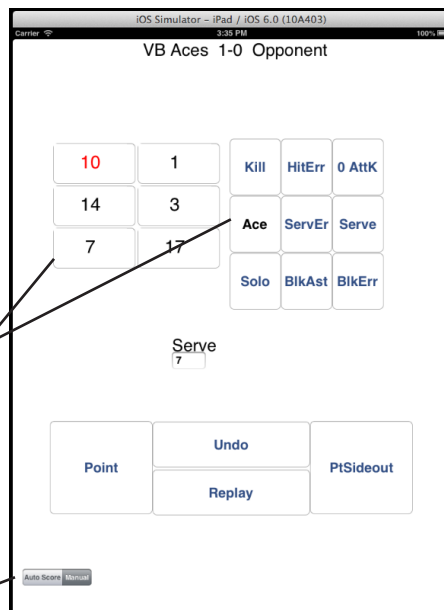 iOS Simulator – iPad / iOS 6.0 (10A403)
Carrier 3:35 PM 100%
VB Aces 1-0 Opponent
10 1 Kill HitErr 0 AttK
14 3 Ace ServEr Serve
7 17 Solo BlkAst BlkErr
Serve
7
Point Undo PtSideout
Replay
Auto Score Manual